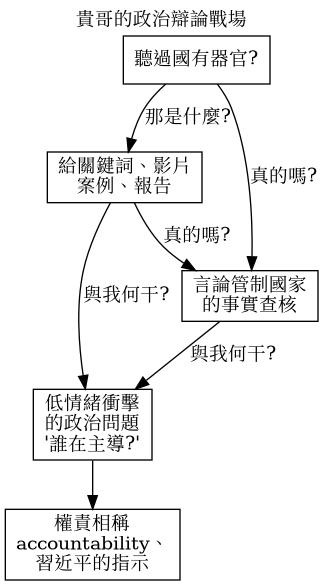 貴哥的政治辯論戰場
聽過國有器官?
那是什麼?
真的嗎?
給關鍵詞、影片
案例、報告
真的嗎?
言論管制國家
的事實查核
與我何干?
與我何干?
低情緒衝擊
的政治問題
'誰在主導?'
權責相稱
accountability、
習近平的指示